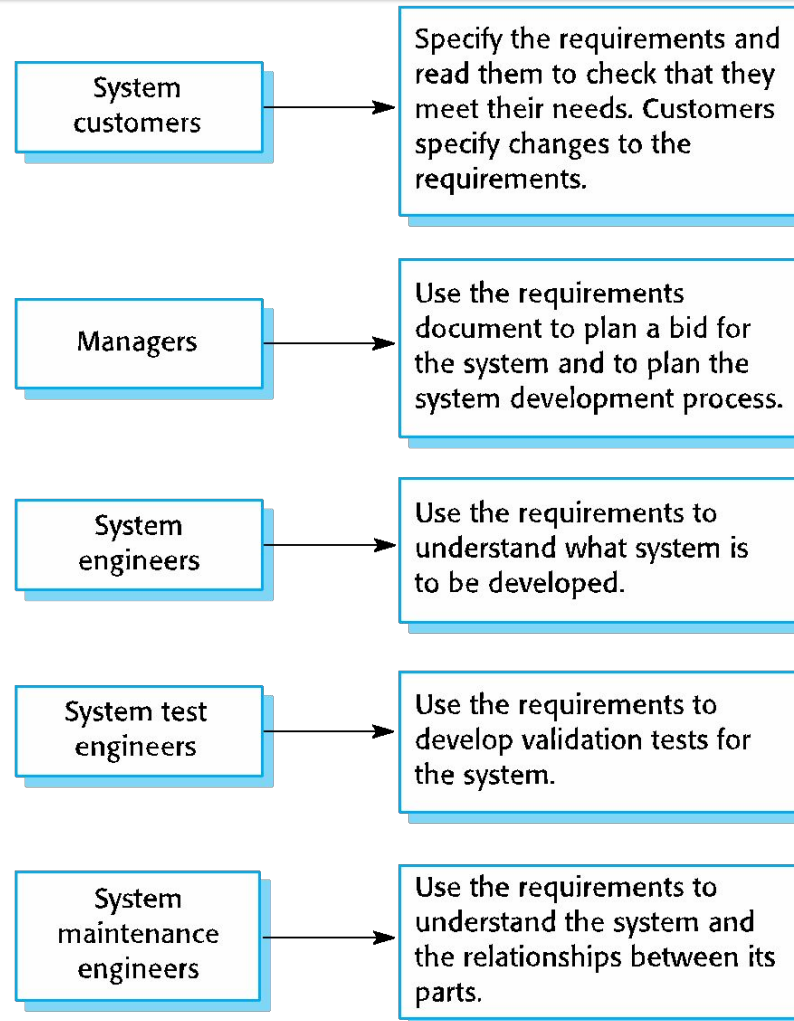 System
customers
Specify the requirements and
read them to check that they
meet their needs. Customers
specify changes to the
requirements.
Managers
Use the requirements
document to plan a bid for
the system and to plan the
system development process.
System
engineers
Use the requirements to
understand what system is
to be developed.
System test
engineers
Use the requirements to
develop validation tests for
the system.
System
maintenance
engineers
Use the requirements to
understand the system and
the relationships between its
parts.